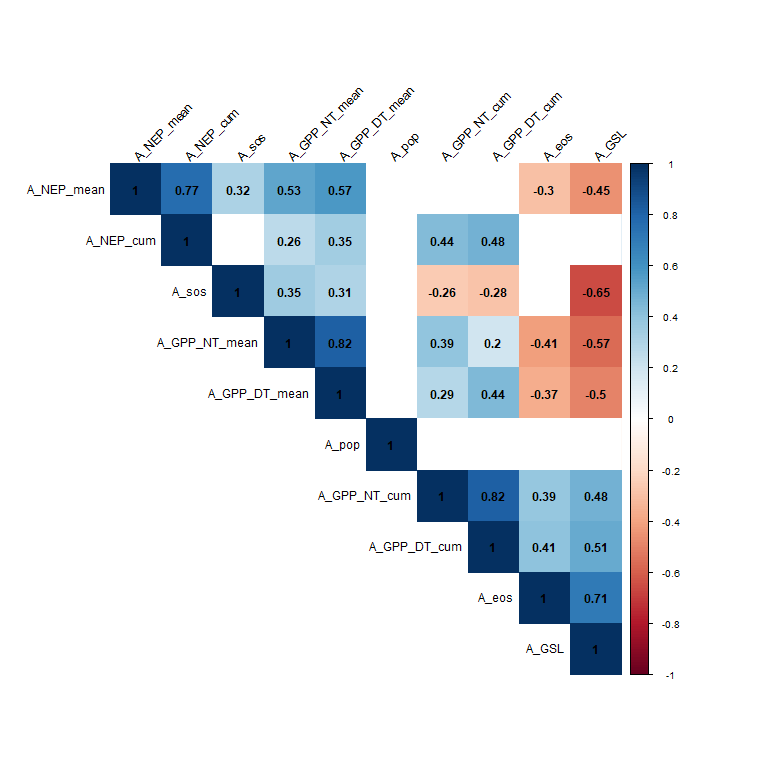 A_NEP_mean A_NEP_cum A_sos A_GPP_NT_mean A_GPP_DT_mean A_pop A_GPP_NT_cum A_GPP_DT_cum A_eos A_GSL
A_NEP_mean 1 0.77 0.32 0.53 0.57 -0.3 -0.45
A_NEP_cum 1 0.26 0.35 0.44 0.48
A_sos 1 0.35 0.31 -0.26 -0.28 -0.65
A_GPP_NT_mean 1 0.82 0.39 0.2 -0.41 -0.57
A_GPP_DT_mean 1 0.29 0.44 -0.37 -0.5
A_pop 1
A_GPP_NT_cum 1 0.82 0.39 0.48
A_GPP_DT_cum 1 0.41 0.51
A_eos 1 0.71
A_GSL 1
1
0.8
0.6
0.4
0.2
0
-0.2
-0.4
-0.6
-0.8
-1